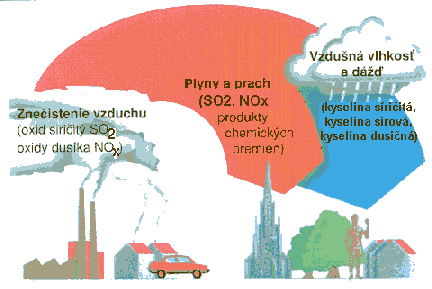 Znečistenie vzduchu
(oxid siričitý SO2
oxidy dusíka NOx)
Plyny a prach
(SO2, NOx
produkty
chemických
premien)
Vzdušná vlhkosť
a dážď
(kyselina siričitá,
kyselina sírová,
kyselina dusičná)